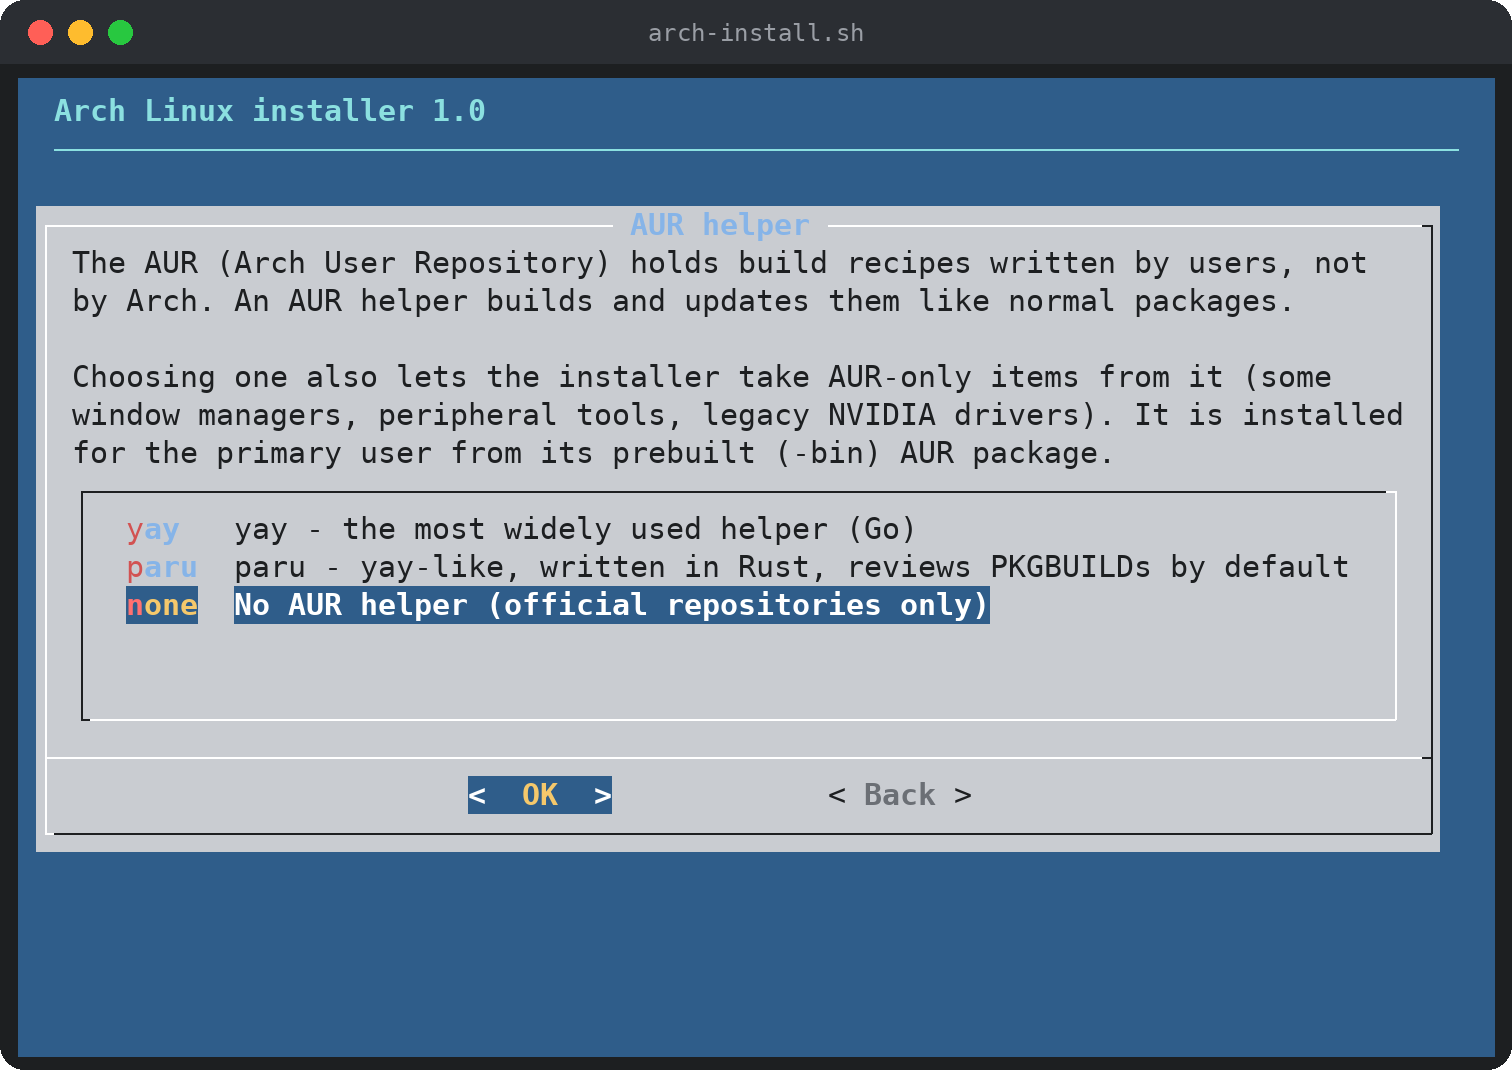 arch-install.sh
Arch Linux installer 1.0
AUR helper
The AUR (Arch User Repository) holds build recipes written by users, not
by Arch. An AUR helper builds and updates them like normal packages.
Choosing one also lets the installer take AUR-only items from it (some
window managers, peripheral tools, legacy NVIDIA drivers). It is installed
for the primary user from its prebuilt (-bin) AUR package.
yay yay - the most widely used helper (Go)
paru paru - yay-like, written in Rust, reviews PKGBUILDs by default
none No AUR helper (official repositories only)
< OK > < Back >